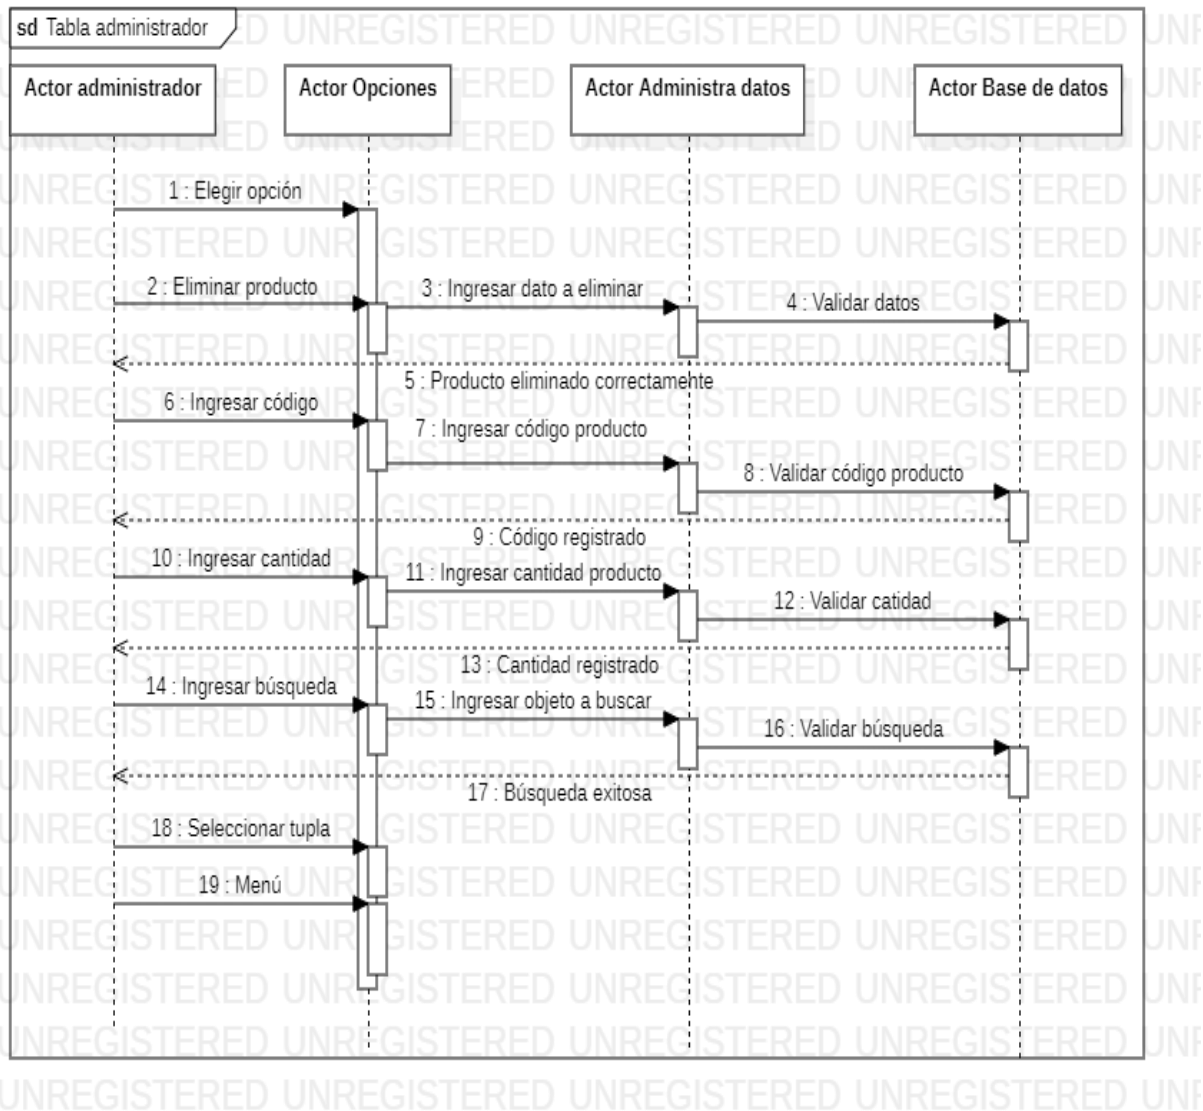 sd Tabla administrador
Actor administrador
Actor Opciones
Actor Administra datos
Actor Base de datos
1 : Elegir opción
2 : Eliminar producto
3 : Ingresar dato a eliminar
4 : Validar datos
5 : Producto eliminado correctamente
6 : Ingresar código
7 : Ingresar código producto
8 : Validar código producto
9 : Código registrado
10 : Ingresar cantidad
11 : Ingresar cantidad producto
12 : Validar catidad
13 : Cantidad registrado
14 : Ingresar búsqueda
15 : Ingresar objeto a buscar
16 : Validar búsqueda
17 : Búsqueda exitosa
18 : Seleccionar tupla
19 : Menú
UNREGISTERED UNREGISTERED UNREGISTERED UNREGISTERED